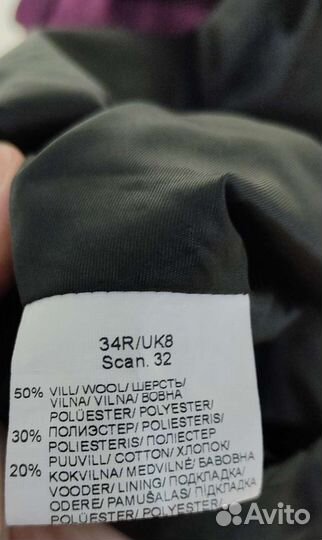 34R/UK8
Scan. 32
50% VILL/ WOOL/ ШЕРСТЬ/
VILNA/ VILNA/ ВОВНА
POLÜESTER/ POLYESTER/
30% ПОЛИЭСТЕР/ POLIESTERIS/
POLIESTERIS/ ПОЛІЕСТЕР
PUUVILL/ COTTON/ ХЛОПОК/
20% KOKVILNA/ MEDVILNĖ/ БАВОВНА
VOODER/ LINING/ ПОДКЛАДКА/
ODERE/ PAMUŠALAS/ ПІДКЛАДКА
POLÜESTER/ POLYESTER/
Avito